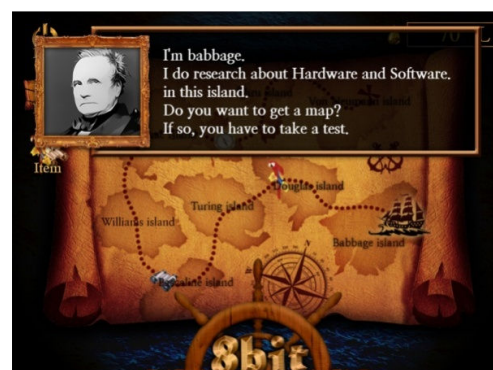 I'm babbage.
I do research about Hardware and Software.
in this island.
Do you want to get a map?
If so, you have to take a test.
Item
Douglas island
Turing island
Williams island
Babbage island
island
8bit